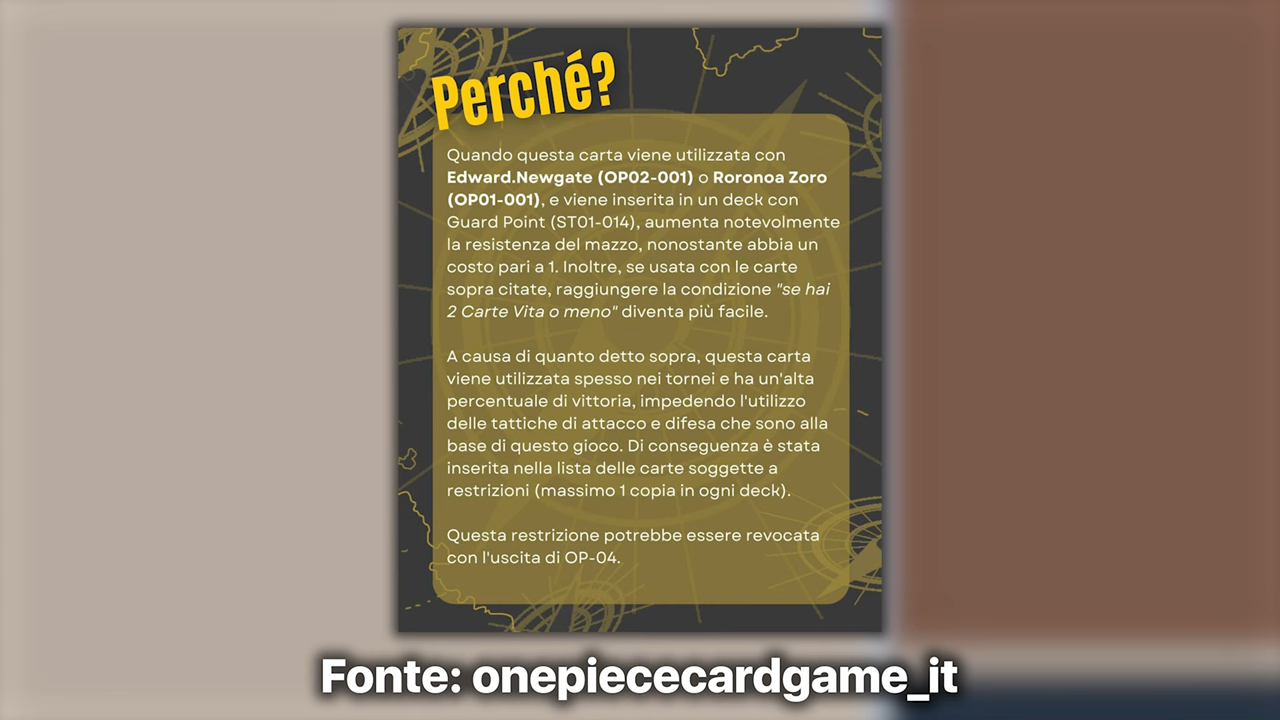 Perché?
Quando questa carta viene utilizzata con
Edward.Newgate (OP02-001) o Roronoa Zoro
(OP01-001), e viene inserita in un deck con
Guard Point (ST01-014), aumenta notevolmente
la resistenza del mazzo, nonostante abbia un
costo pari a 1. Inoltre, se usata con le carte
sopra citate, raggiungere la condizione "se hai
2 Carte Vita o meno" diventa più facile.
A causa di quanto detto sopra, questa carta
viene utilizzata spesso nei tornei e ha un'alta
percentuale di vittoria, impedendo l'utilizzo
delle tattiche di attacco e difesa che sono alla
base di questo gioco. Di conseguenza è stata
inserita nella lista delle carte soggette a
restrizioni (massimo 1 copia in ogni deck).
Questa restrizione potrebbe essere revocata
con l'uscita di OP-04.
Fonte: onepiececardgame_it